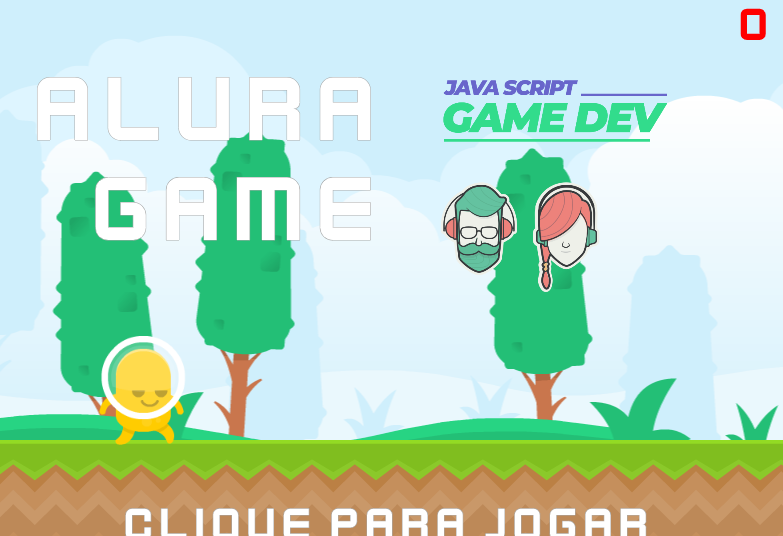 0
ALURA
GAME
JAVA SCRIPT
GAME DEV
CLIQUE PARA JOGAR